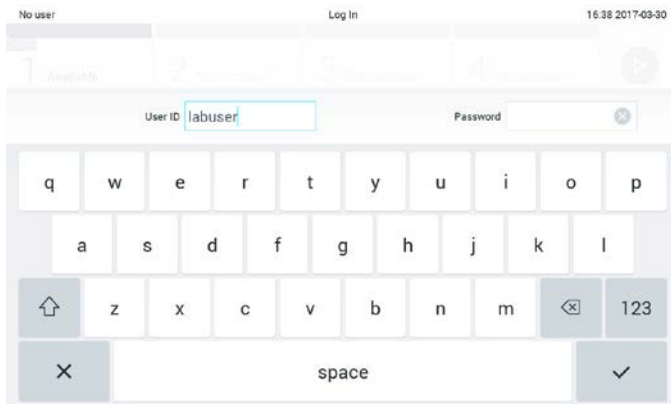 No user Log In 16:38 2017-03-30
1 Available 2 3 4
User ID labuser Password
q w e r t y u i o p
a s d f g h j k l
z x c v b n m 123
space